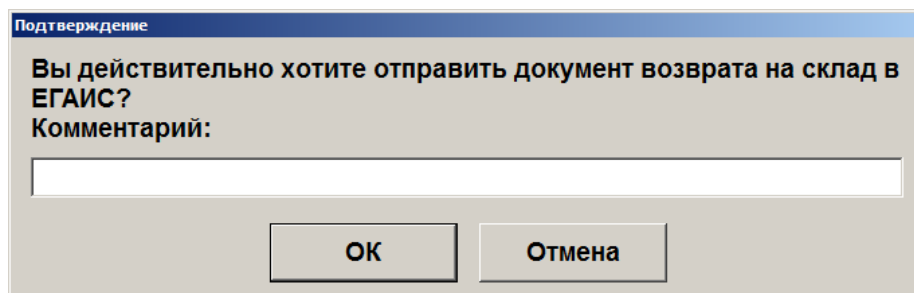 Подтверждение
Вы действительно хотите отправить документ возврата на склад в
ЕГАИС?
Комментарий:
ОК
Отмена